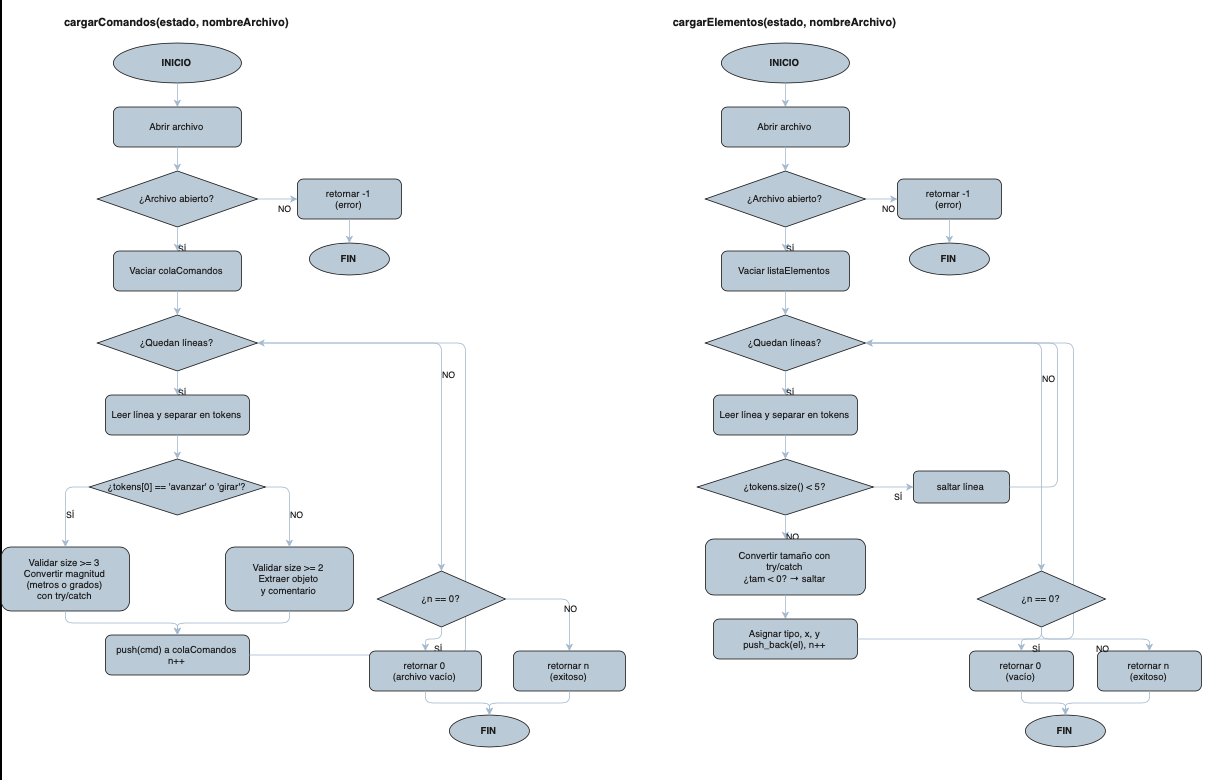 cargarComandos(estado, nombreArchivo)
INICIO
Abrir archivo
¿Archivo abierto?
NO
retornar -1
(error)
FIN
SÍ
Vaciar colaComandos
¿Quedan líneas?
NO
SÍ
Leer línea y separar en tokens
¿tokens[0] == 'avanzar' o 'girar'?
SÍ
NO
Validar size >= 3
Convertir magnitud
(metros o grados)
con try/catch
Validar size >= 2
Extraer objeto
y comentario
push(cmd) a colaComandos
n++
¿n == 0?
NO
SÍ
retornar 0
(archivo vacío)
retornar n
(exitoso)
FIN
cargarElementos(estado, nombreArchivo)
INICIO
Abrir archivo
¿Archivo abierto?
NO
retornar -1
(error)
FIN
SÍ
Vaciar listaElementos
¿Quedan líneas?
NO
SÍ
Leer línea y separar en tokens
¿tokens.size() < 5?
SÍ
saltar línea
NO
Convertir tamaño con
try/catch
¿tam < 0? → saltar
Asignar tipo, x, y
push_back(el), n++
¿n == 0?
SÍ
NO
retornar 0
(vacío)
retornar n
(exitoso)
FIN